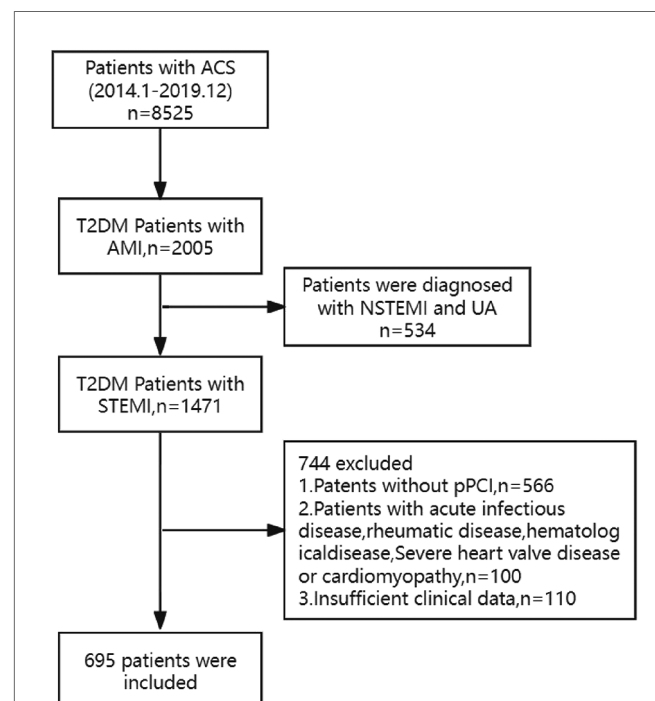 Patients with ACS
(2014.1-2019.12)
n=8525
T2DM Patients with
AMI,n=2005
Patients were diagnosed
with NSTEMI and UA
n=534
T2DM Patients with
STEMI,n=1471
744 excluded
1.Patents without pPCI,n=566
2.Patients with acute infectious
disease,rheumatic disease,hematolog
icaldisease,Severe heart valve disease
or cardiomyopathy,n=100
3.Insufficient clinical data,n=110
695 patients were
included